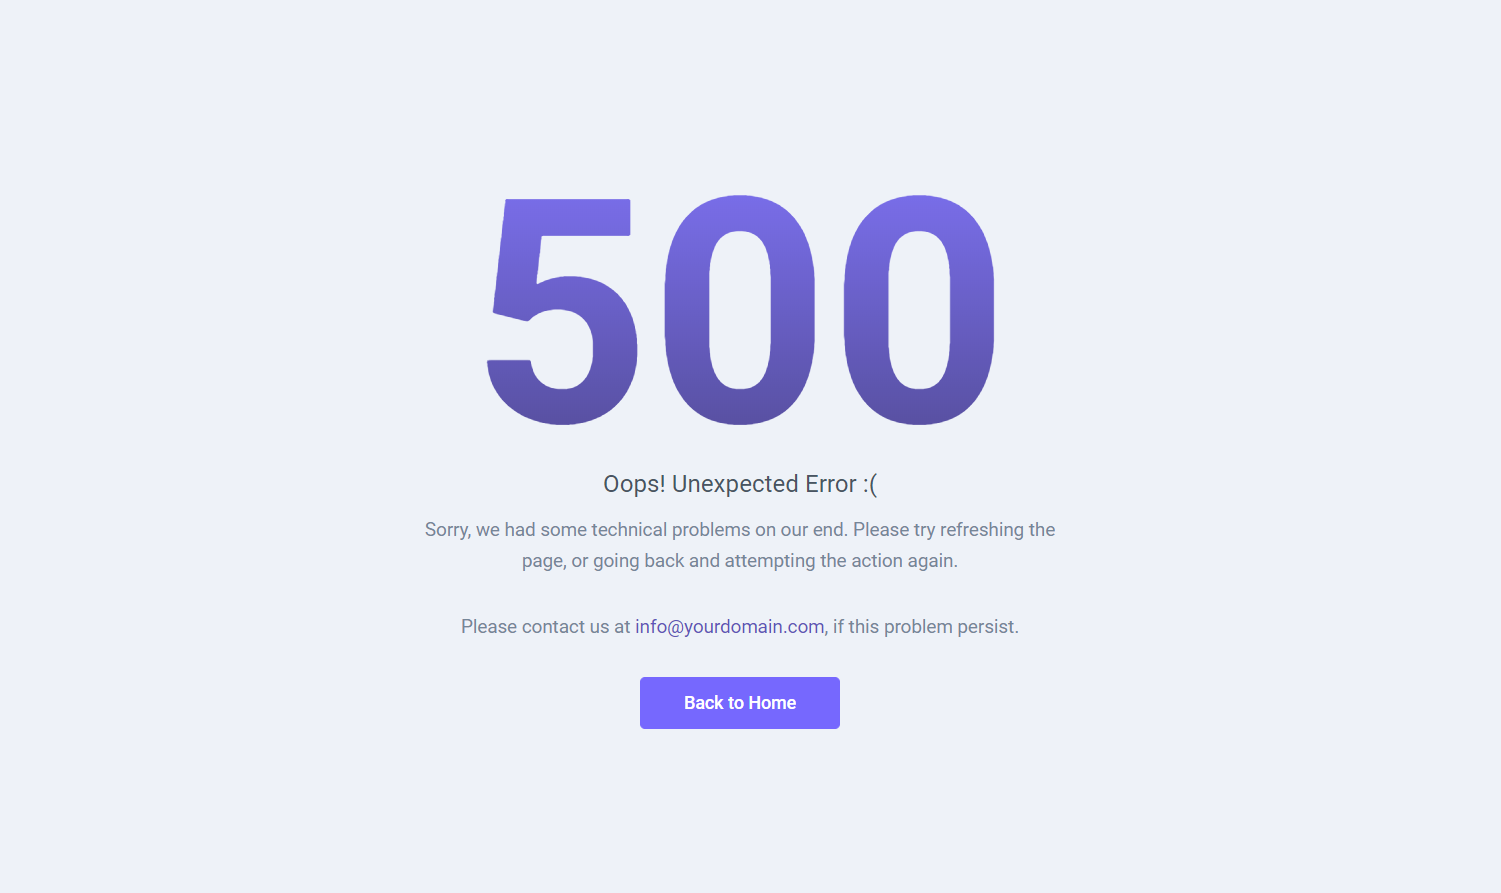 500
Oops! Unexpected Error :(
Sorry, we had some technical problems on our end. Please try refreshing the
page, or going back and attempting the action again.
Please contact us at info@yourdomain.com, if this problem persist.
Back to Home